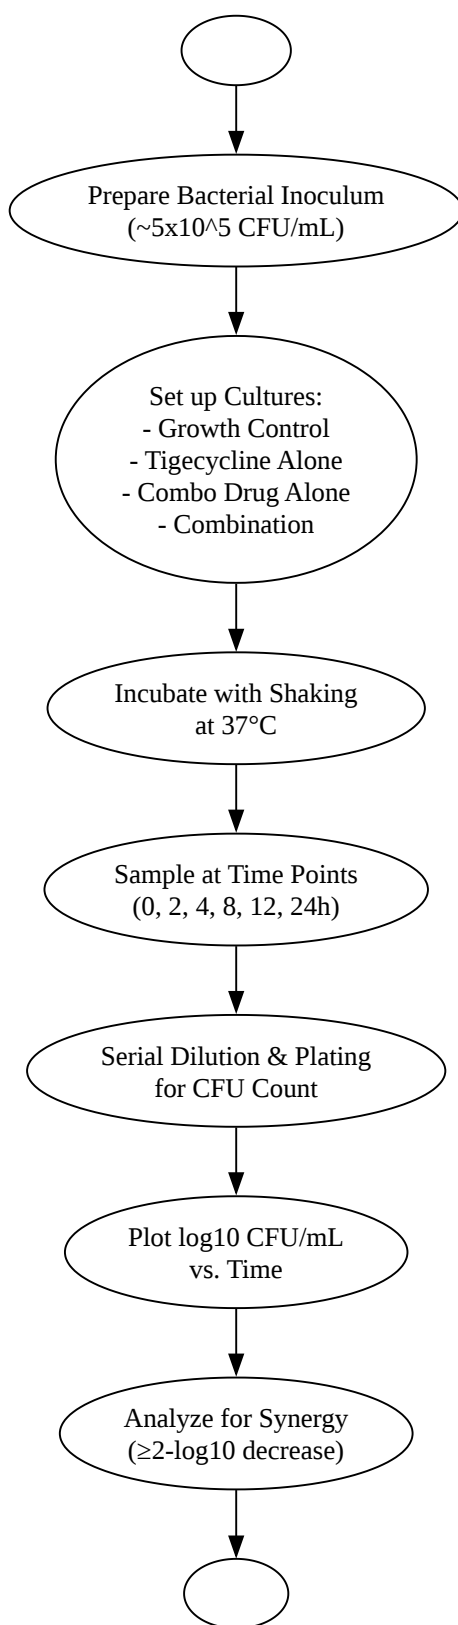 Prepare Bacterial Inoculum
(~5x10^5 CFU/mL)
Set up Cultures:
- Growth Control
- Tigecycline Alone
- Combo Drug Alone
- Combination
Incubate with Shaking
at 37°C
Sample at Time Points
(0, 2, 4, 8, 12, 24h)
Serial Dilution & Plating
for CFU Count
Plot log10 CFU/mL
vs. Time
Analyze for Synergy
(≥2-log10 decrease)